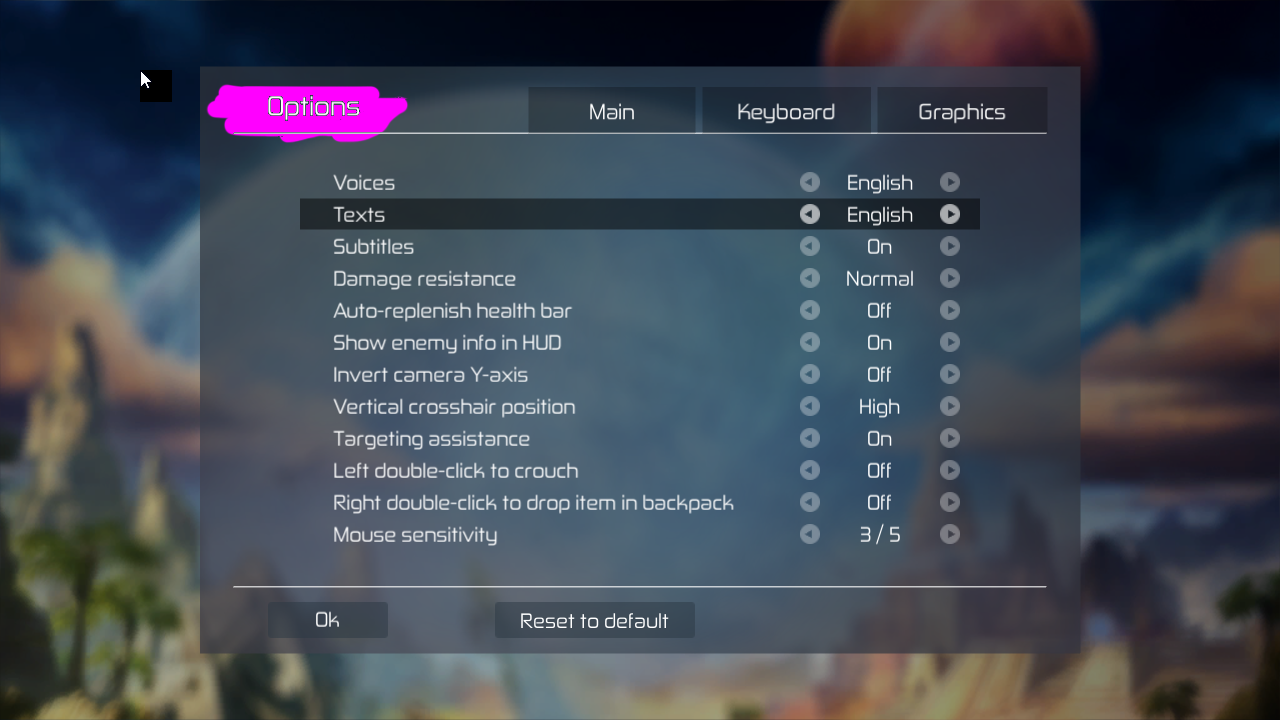 Options Main Keyboard Graphics
Voices English
Texts English
Subtitles On
Damage resistance Normal
Auto-replenish health bar Off
Show enemy info in HUD On
Invert camera Y-axis Off
Vertical crosshair position High
Targeting assistance On
Left double-click to crouch Off
Right double-click to drop item in backpack Off
Mouse sensitivity 3 / 5
Ok Reset to default